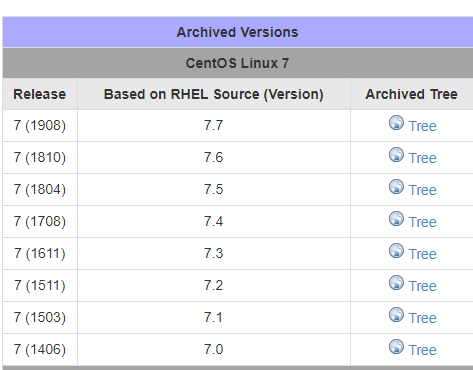 Archived Versions
CentOS Linux 7
Release Based on RHEL Source (Version) Archived Tree
7 (1908) 7.7 Tree
7 (1810) 7.6 Tree
7 (1804) 7.5 Tree
7 (1708) 7.4 Tree
7 (1611) 7.3 Tree
7 (1511) 7.2 Tree
7 (1503) 7.1 Tree
7 (1406) 7.0 Tree